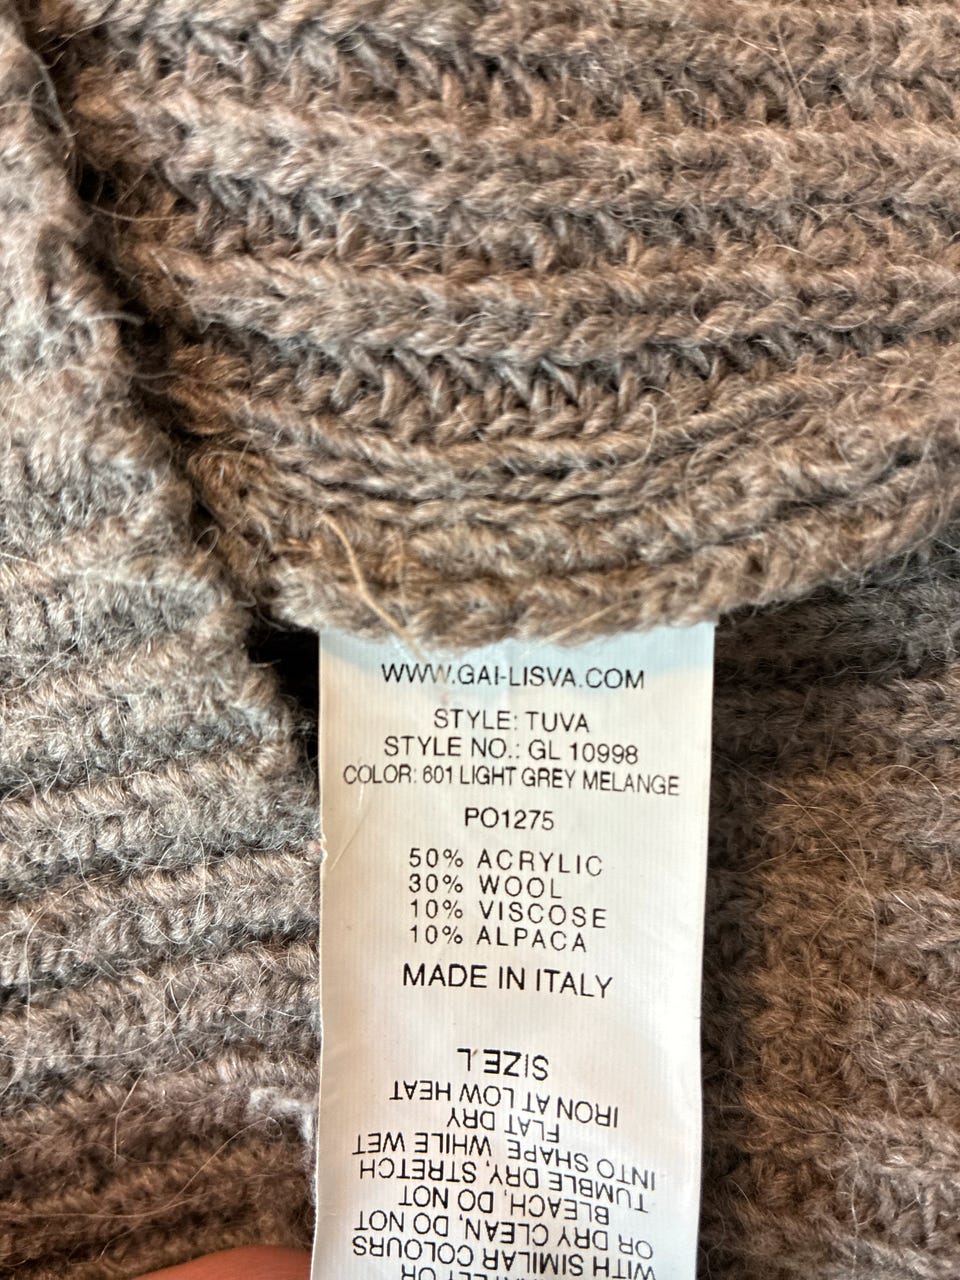 WWW.GAI-LISVA.COM
STYLE: TUVA
STYLE NO.: GL 10998
COLOR: 601 LIGHT GREY MELANGE
PO1275
50% ACRYLIC
30% WOOL
10% VISCOSE
10% ALPACA
MADE IN ITALY
WITH SIMILAR COLOURS
OR DRY CLEAN, DO NOT
BLEACH, DO NOT
TUMBLE DRY, STRETCH
INTO SHAPE WHILE WET
FLAT DRY
IRON AT LOW HEAT
SIZE L